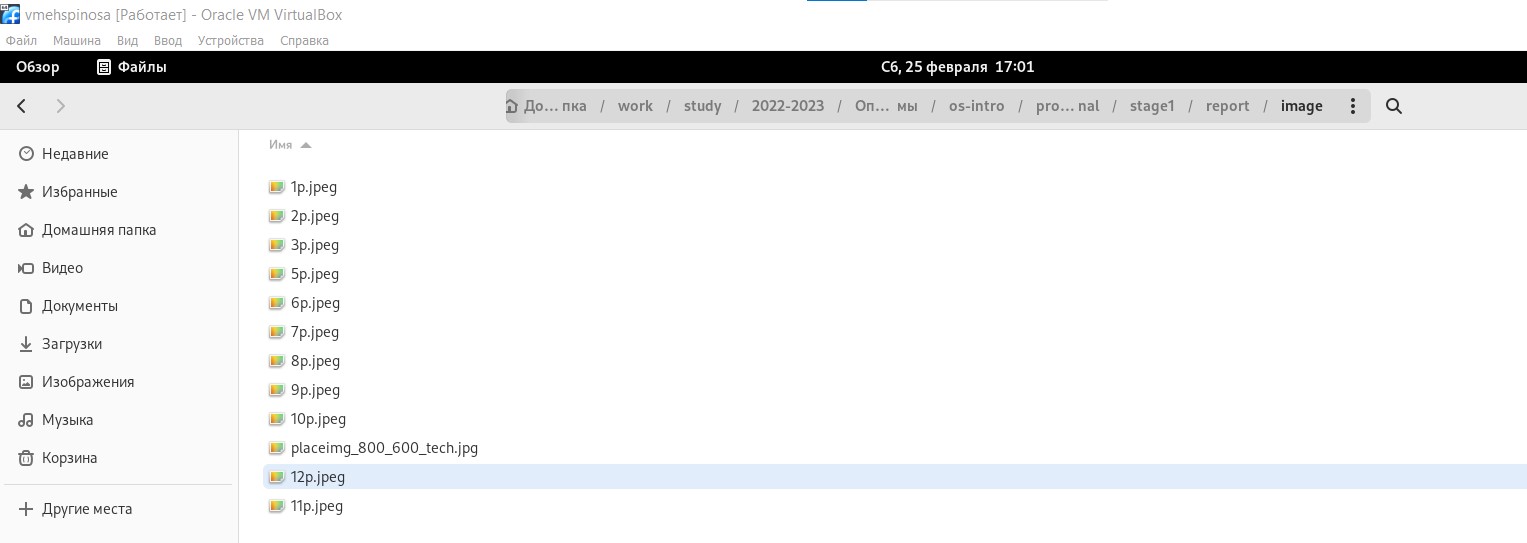 vmehspinosa [Работает] - Oracle VM VirtualBox
Файл Машина Вид Ввод Устройства Справка
Обзор Файлы Сб, 25 февраля 17:01
До... пка / work / study / 2022-2023 / Оп... мы / os-intro / pro... nal / stage1 / report / image
Имя
Недавние
Избранные
Домашняя папка
Видео
Документы
Загрузки
Изображения
Музыка
Корзина
Другие места
1p.jpeg
2p.jpeg
3p.jpeg
5p.jpeg
6p.jpeg
7p.jpeg
8p.jpeg
9p.jpeg
10p.jpeg
placeimg_800_600_tech.jpg
12p.jpeg
11p.jpeg